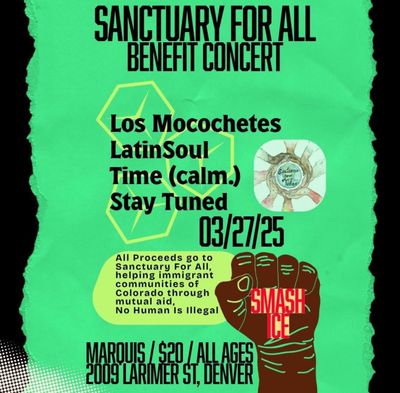 SANCTUARY FOR ALL
BENEFIT CONCERT
Los Mocochetes
LatinSoul
Time (calm.)
Stay Tuned
03/27/25
All Proceeds go to
Sanctuary For All,
helping immigrant
communities of
Colorado through
mutual aid,
No Human Is Illegal
SMASH
ICE
MARQUIS / $20 / ALL AGES
2009 LARIMER ST, DENVER